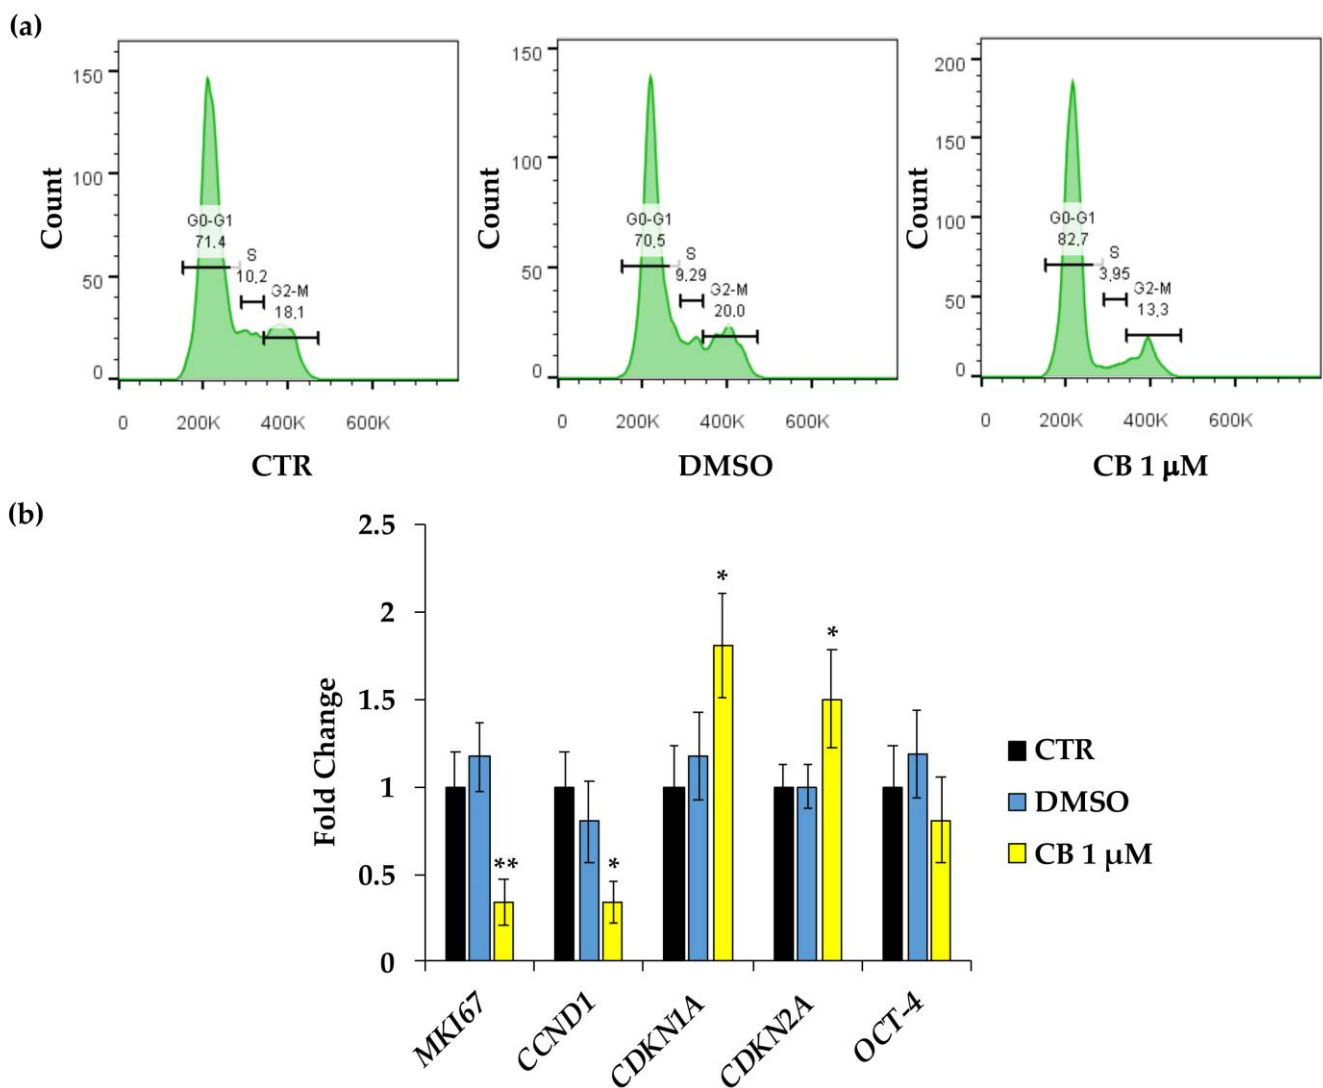 (a)
150
100
50
0
Count
G0-G1
71,4
S
10,2
G2-M
18,1
0 200K 400K 600K
CTR
150
100
50
0
Count
G0-G1
70,5
S
9,29
G2-M
20,0
0 200K 400K 600K
DMSO
200
150
100
50
0
Count
G0-G1
82,7
S
3,95
G2-M
13,3
0 200K 400K 600K
CB 1 μM
(b)
2.5
2
1.5
1
0.5
0
Fold Change
**
*
*
*
MKI67
CCND1
CDKN1A
CDKN2A
OCT-4
CTR
DMSO
CB 1 μM